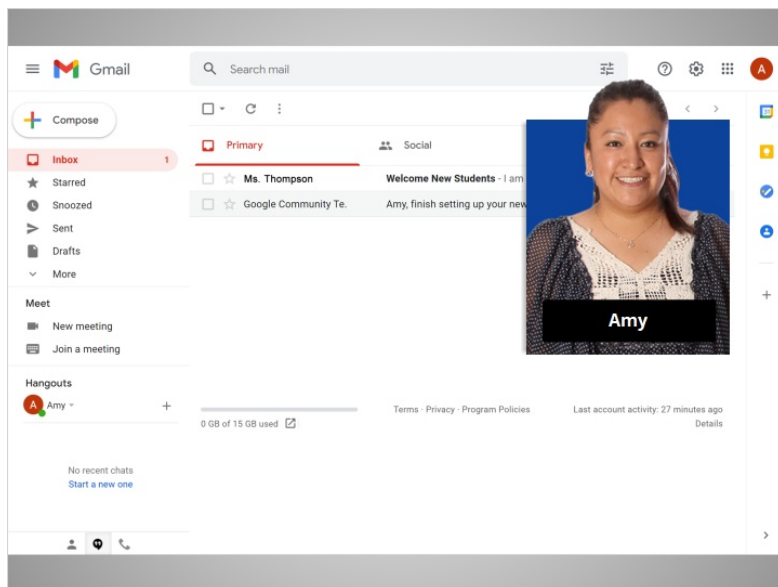 Gmail
Search mail
A
Compose
Primary
Social
Inbox 1
Starred
Snoozed
Sent
Drafts
More
Ms. Thompson Welcome New Students - I am
Google Community Te. Amy, finish setting up your new
Amy
Meet
New meeting
Join a meeting
Hangouts
A Amy
0 GB of 15 GB used
Terms · Privacy · Program Policies
Last account activity: 27 minutes ago
Details
No recent chats
Start a new one